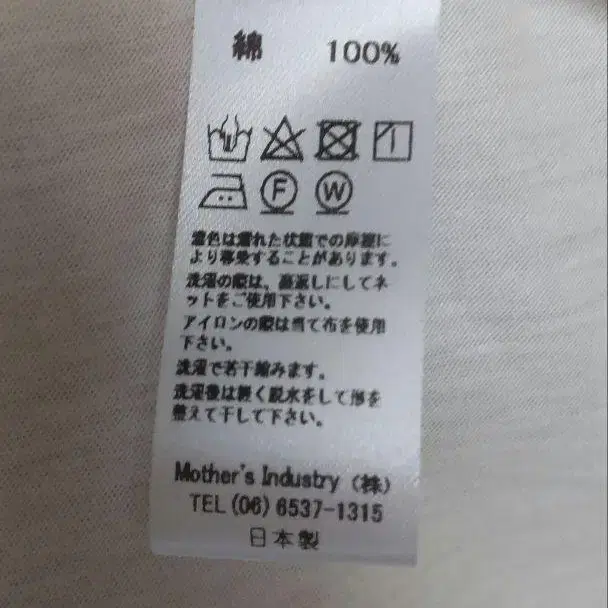 綿 100%
F W
濃色は濡れた状態での摩擦に
より移染することがあります。
洗濯の際は、裏返しにしてネ
ットをご使用下さい。
アイロンの際は当て布を使用
下さい。
洗濯で若干縮みます。
洗濯後は軽く脱水をして形を
整えて干して下さい。
Mother's Industry (株)
TEL(06)6537-1315
日本製